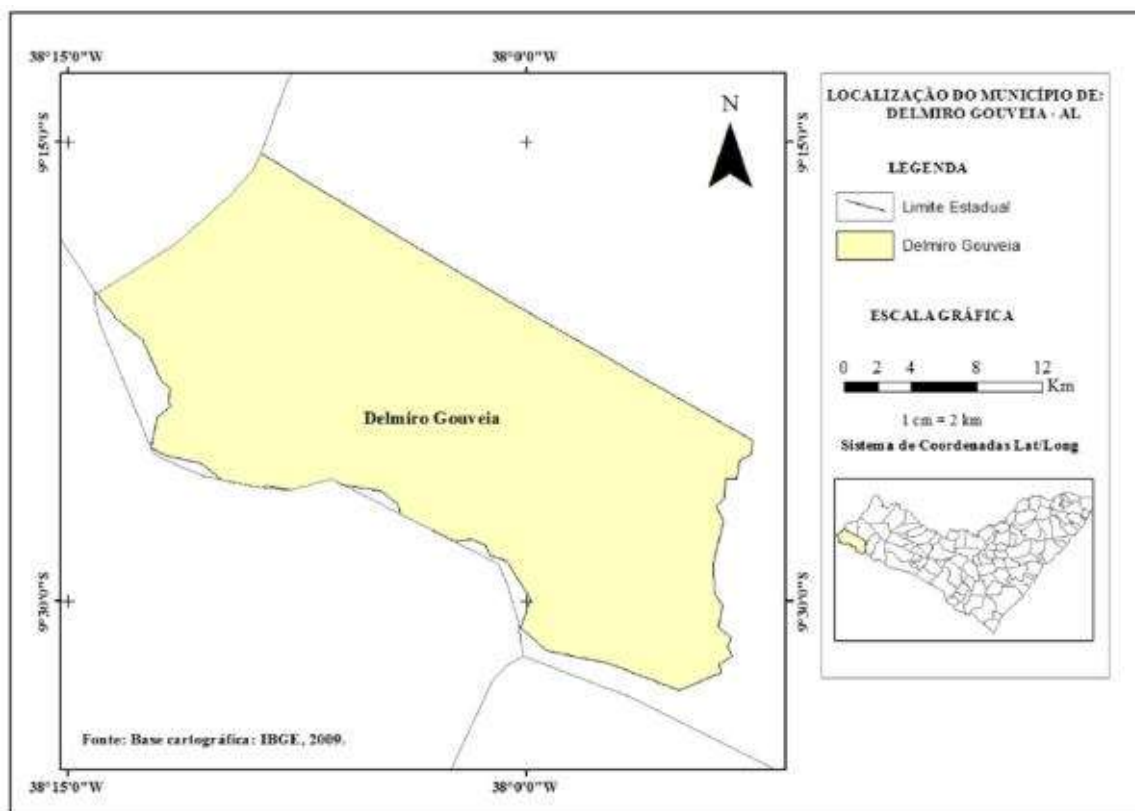 38°15'0"W
38°0'0"W
9°15'0"S
9°15'0"S
N
Delmiro Gouveia
9°30'0"S
9°30'0"S
Fonte: Base cartográfica: IBGE, 2009.
38°15'0"W
38°0'0"W
LOCALIZAÇÃO DO MUNICÍPIO DE:
DELMIRO GOUVEIA - AL
LEGENDA
Limite Estadual
Delmiro Gouveia
ESCALA GRÁFICA
0 2 4 8 12
Km
1 cm = 2 km
Sistema de Coordenadas Lat/Long